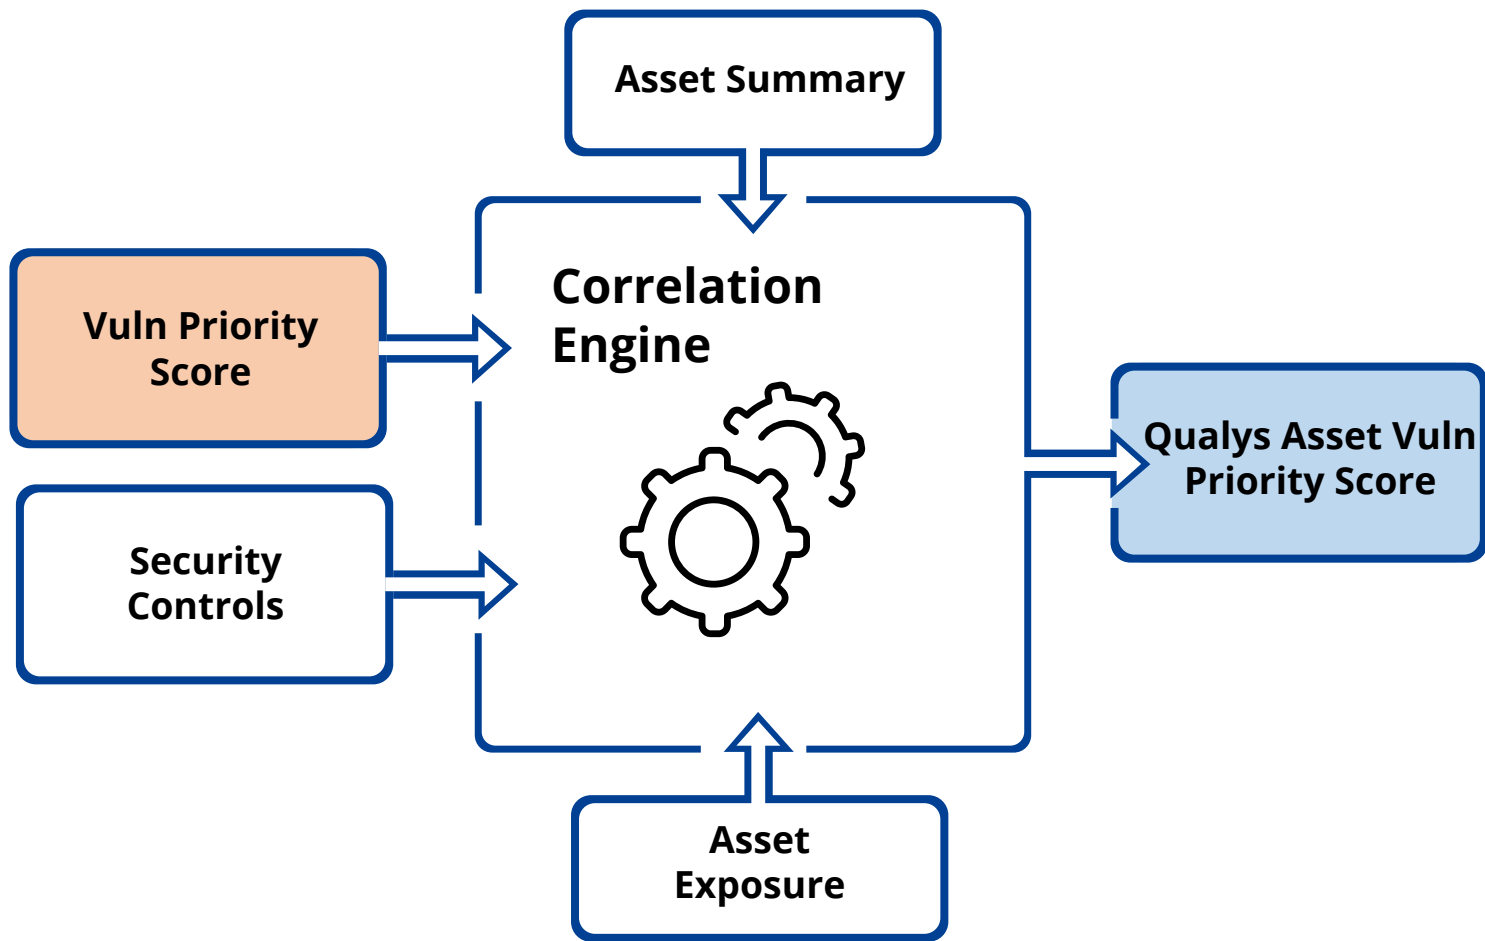 Asset Summary
Correlation
Engine
Vuln Priority
Score
Security
Controls
Qualys Asset Vuln
Priority Score
Asset
Exposure